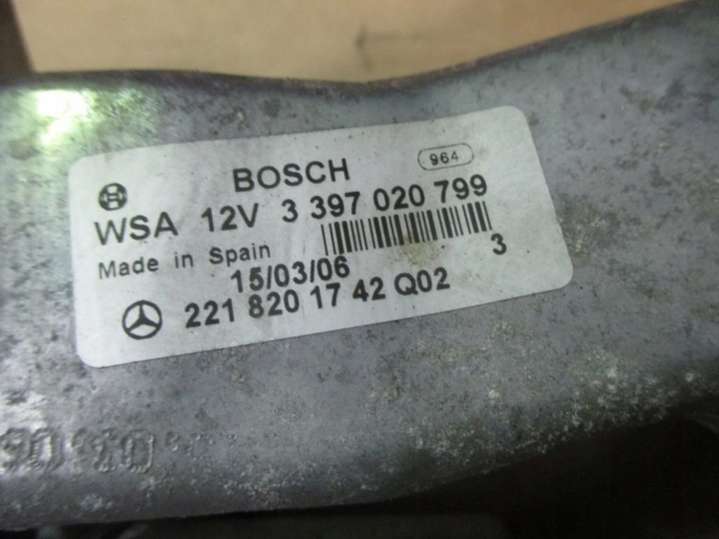 BOSCH 964
WSA 12V 3 397 020 799
Made in Spain
15/03/06 3
221 820 17 42 Q02